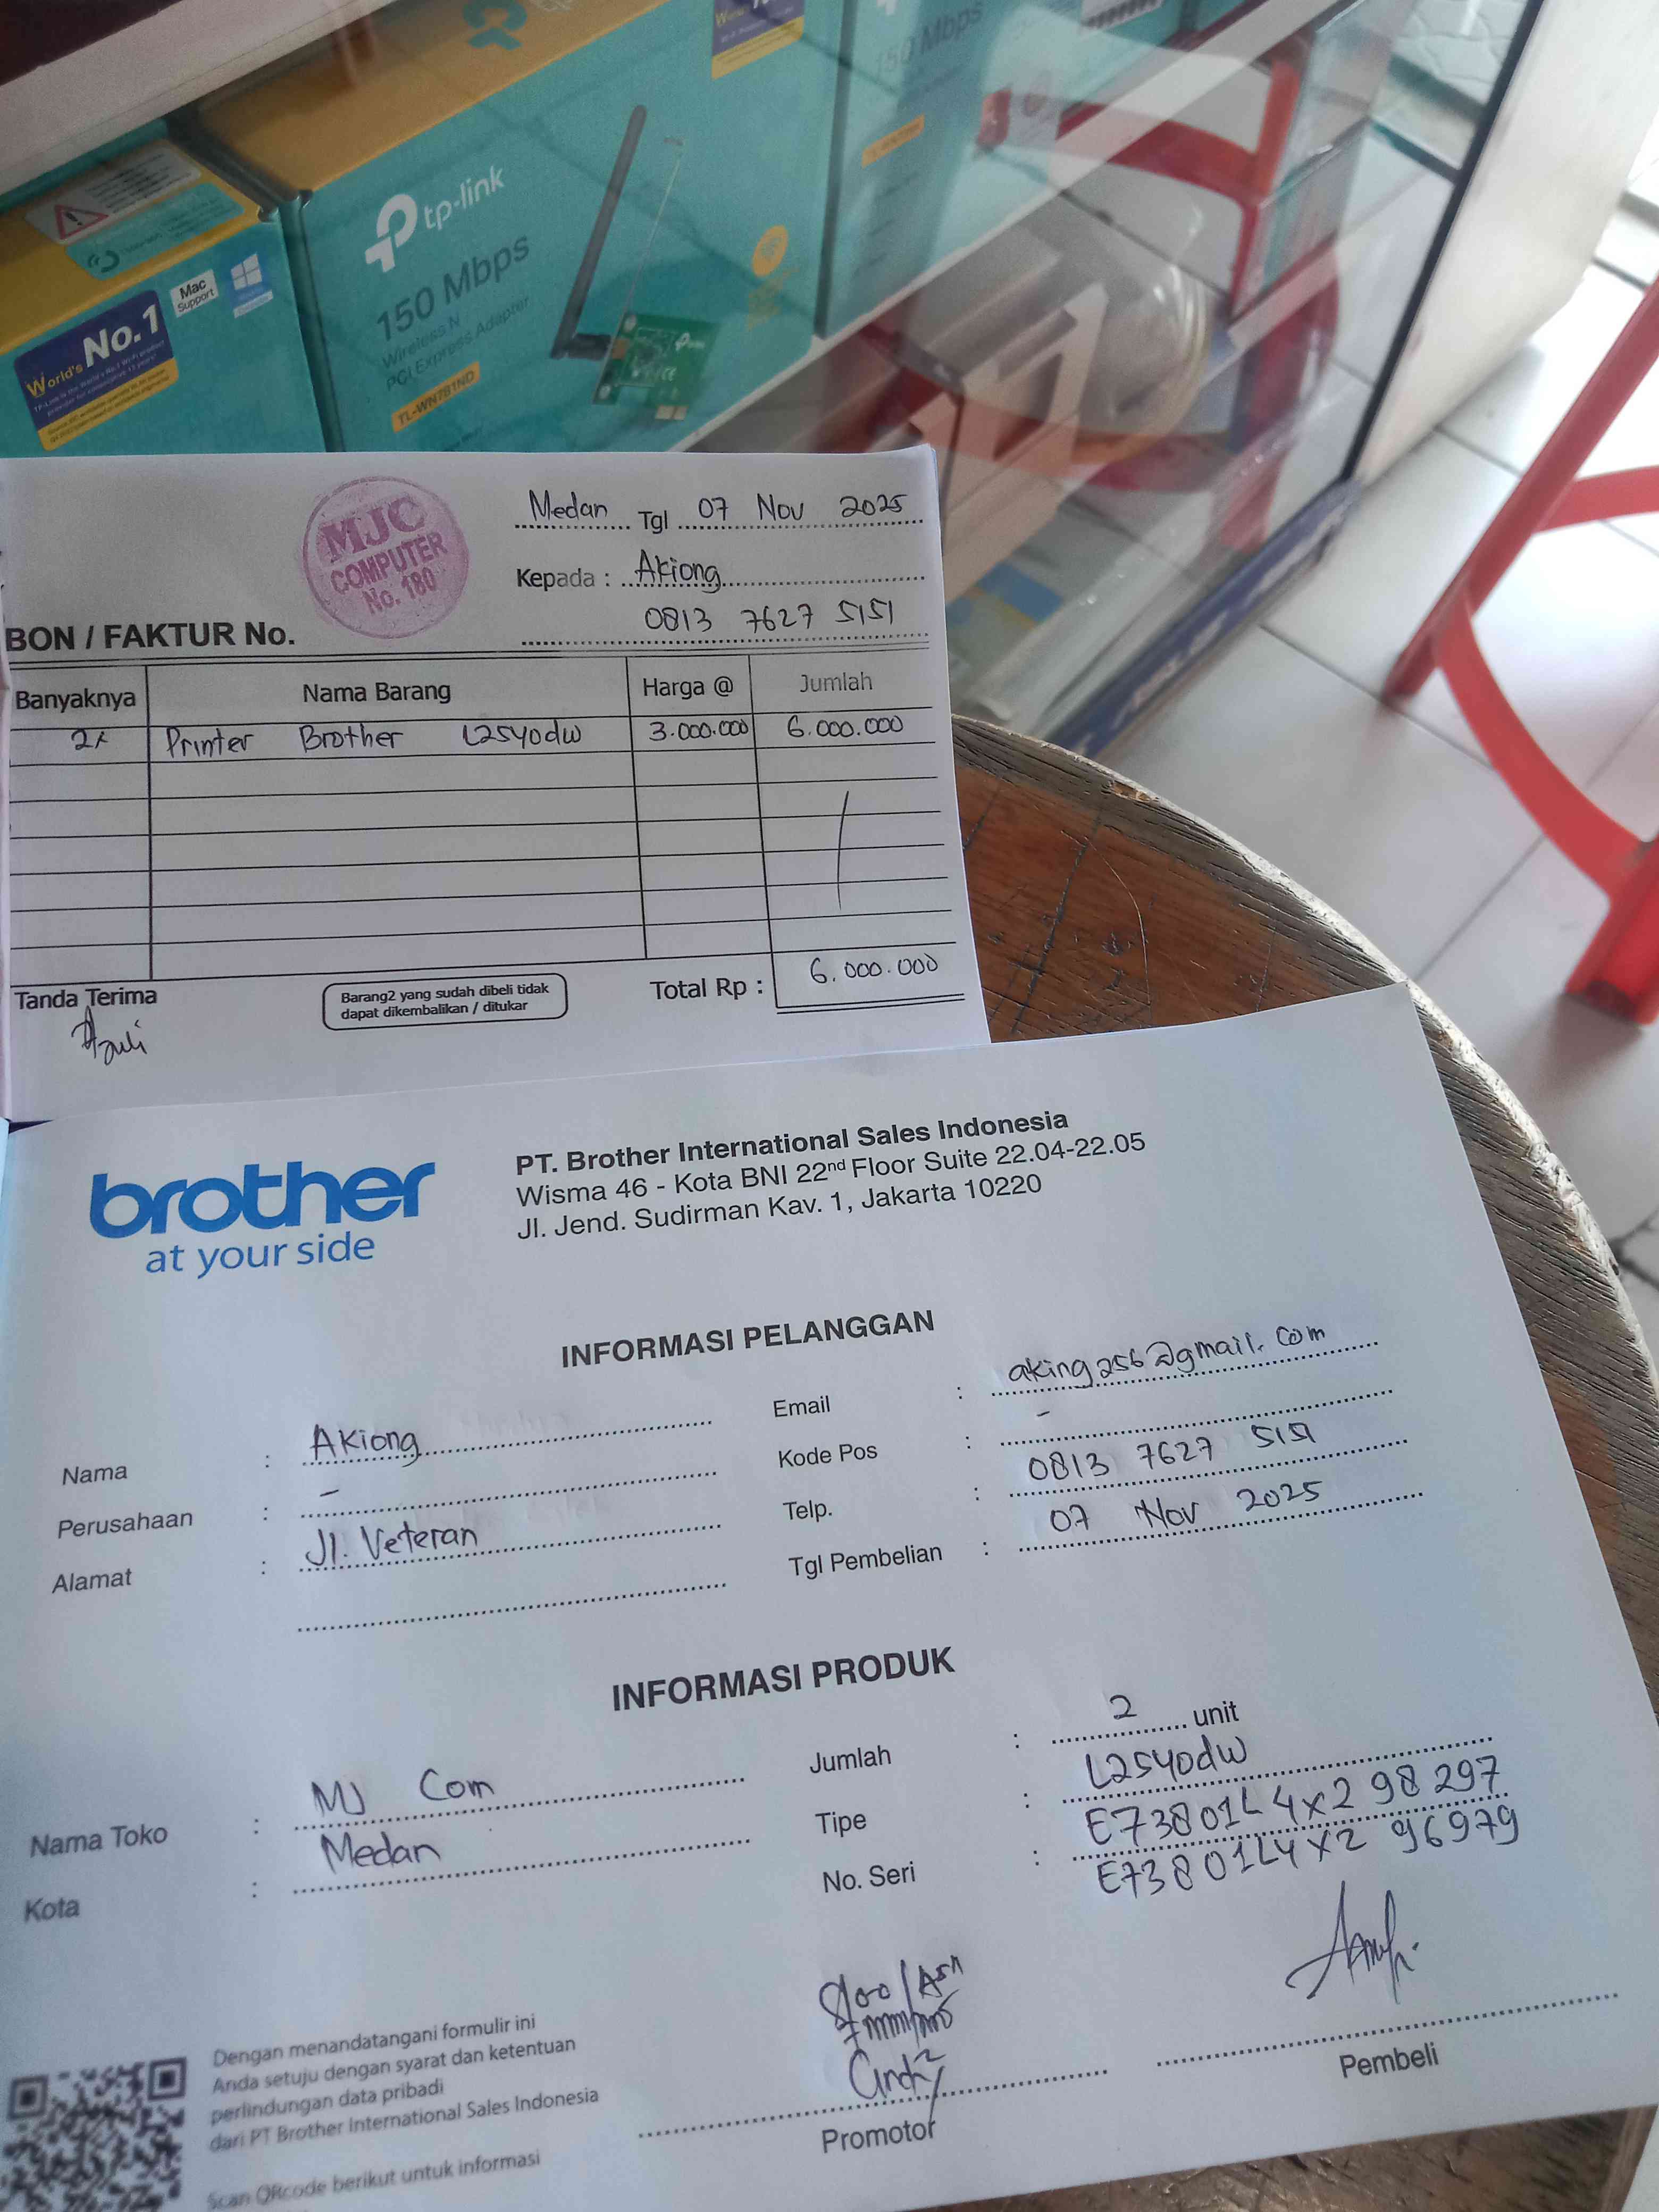 150 Mbps
Mac Support
World's No.1
tp-link
150 Mbps
Wireless N
PCI Express Adapter
TL-WN781ND
MJC
COMPUTER
No. 180
Medan Tgl 07 Nov 2025
Kepada : Akiong
0813 7627 5151
BON / FAKTUR No.
Banyaknya Nama Barang Harga @ Jumlah
2x Printer Brother L2540dw 3.000.000 6.000.000
Tanda Terima
Barang2 yang sudah dibeli tidak
dapat dikembalikan / ditukar
Total Rp : 6.000.000
brother
at your side
PT. Brother International Sales Indonesia
Wisma 46 - Kota BNI 22nd Floor Suite 22.04-22.05
Jl. Jend. Sudirman Kav. 1, Jakarta 10220
INFORMASI PELANGGAN
Nama : Akiong
Perusahaan : -
Alamat : Jl. Veteran
Email : aking256@gmail.com
Kode Pos : -
Telp. : 0813 7627 5151
Tgl Pembelian : 07 Nov 2025
INFORMASI PRODUK
Nama Toko : MJ Com
Kota : Medan
Jumlah : 2 unit
Tipe : L2540dw
No. Seri : E73801L4x2 98297
E73801L4x2 96979
Dengan menandatangani formulir ini
Anda setuju dengan syarat dan ketentuan
perlindungan data pribadi
dari PT Brother International Sales Indonesia
Scan QRcode berikut untuk informasi
Cindy
Promotor
Pembeli